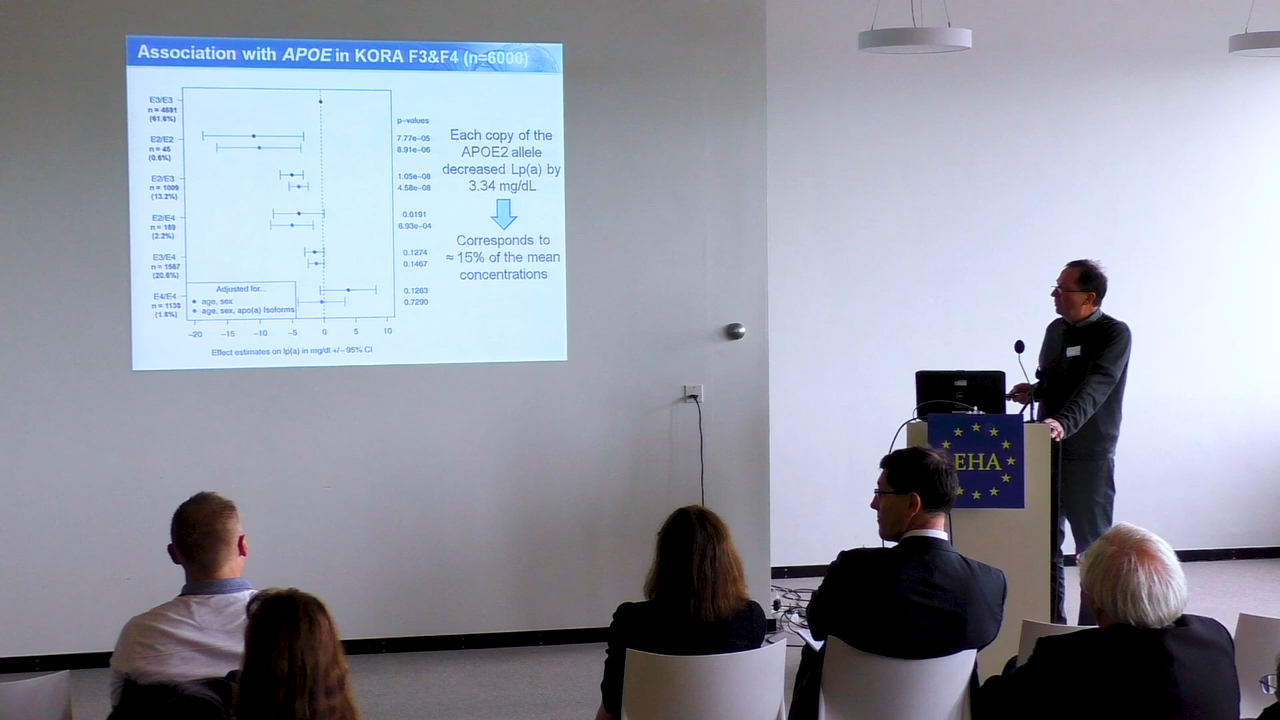 Association with APOE in KORA F3&F4 (n=6000)
E3/E3
n = 4691
(61.6%)
p-values
E2/E2
n = 45
(0.6%)
7.77e-05
8.91e-06
E2/E3
n = 1009
(13.2%)
1.05e-08
4.58e-08
E2/E4
n = 169
(2.2%)
0.0191
6.93e-04
E3/E4
n = 1567
(20.6%)
0.1274
0.1467
E4/E4
n = 1138
(1.8%)
0.1263
0.7290
Adjusted for...
age, sex
age, sex, apo(a) Isoforms
-20 -15 -10 -5 0 5 10
Effect estimates on lp(a) in mg/dl +/- 95% CI
Each copy of the
APOE2 allele
decreased Lp(a) by
3.34 mg/dL
Corresponds to
≈ 15% of the mean
concentrations
EHA